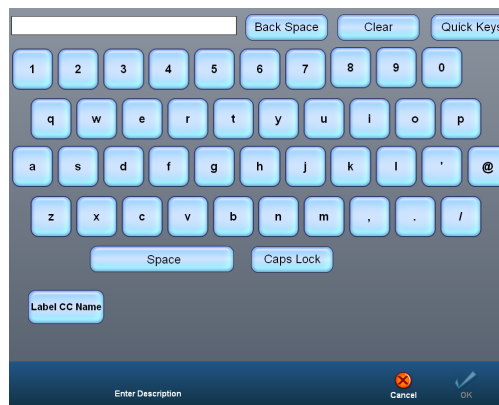 Back Space Clear Quick Keys
1 2 3 4 5 6 7 8 9 0
q w e r t y u i o p
a s d f g h j k l ' @
z x c v b n m , . /
Space Caps Lock
Label CC Name
Enter Description Cancel OK